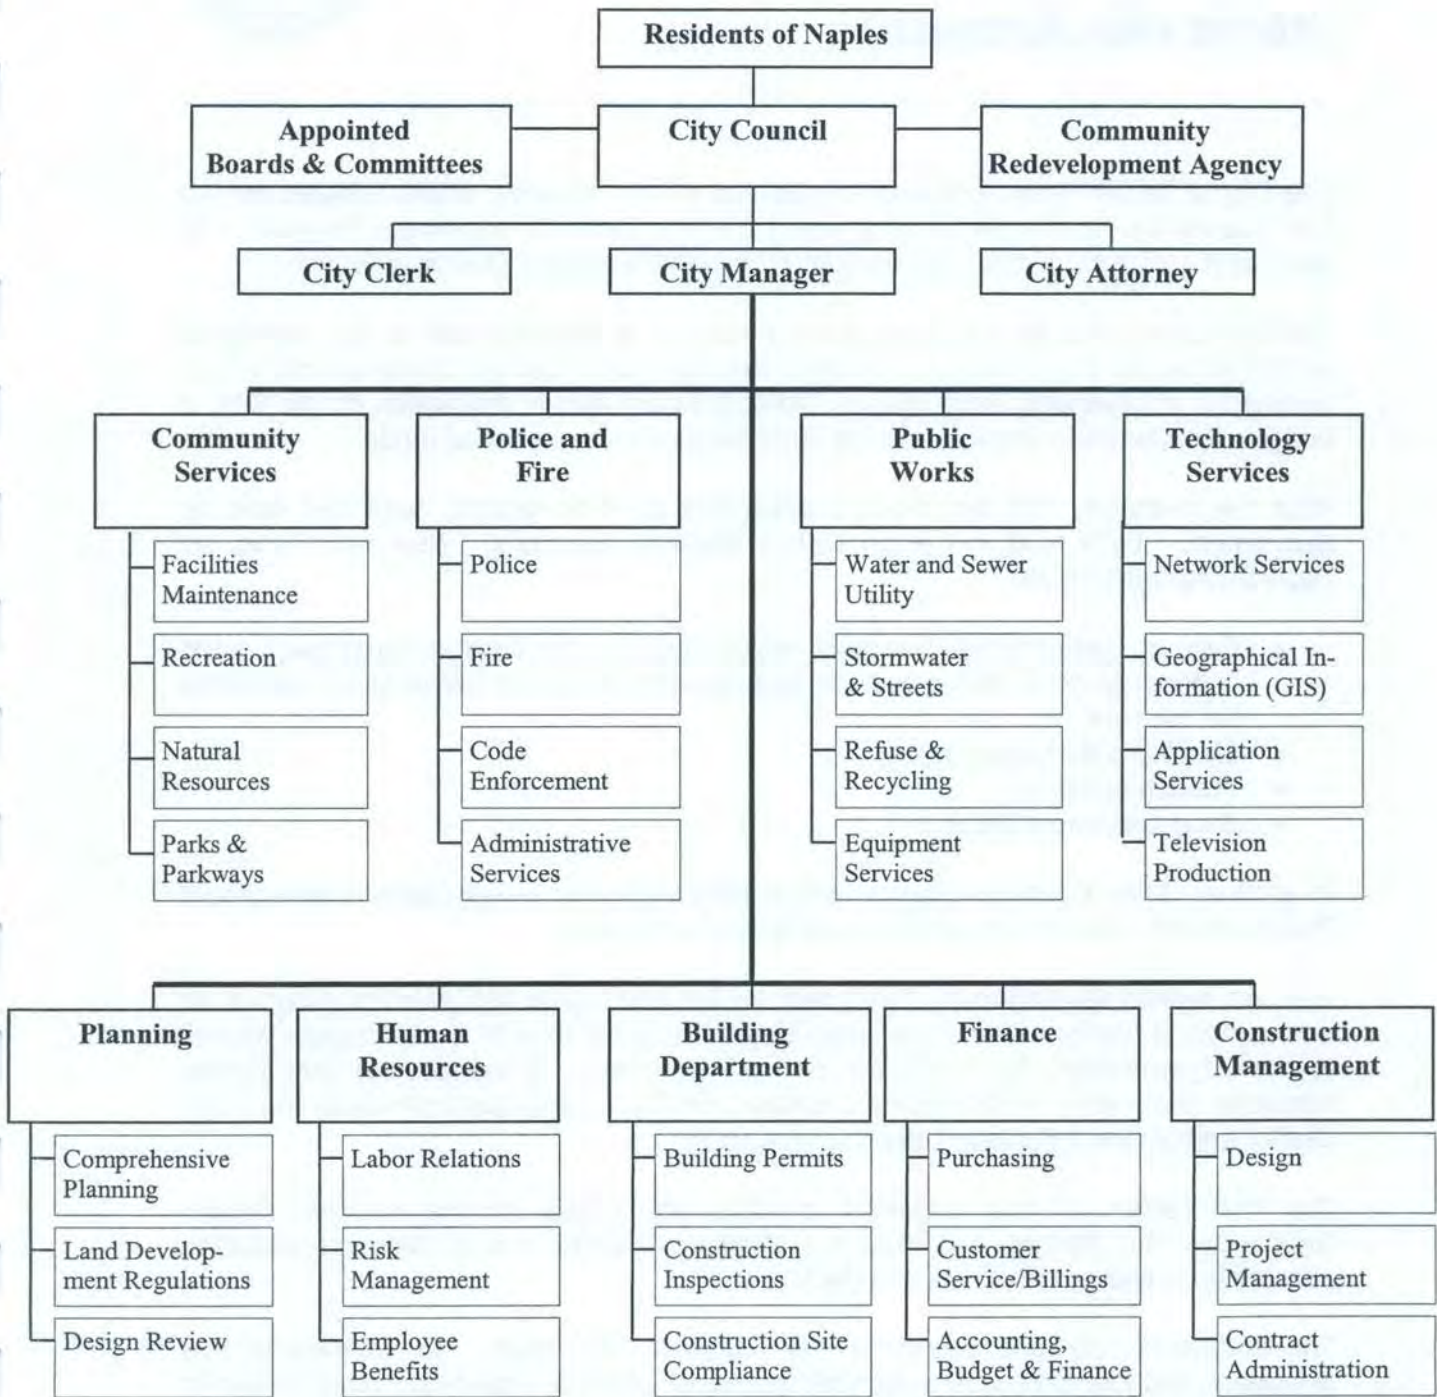 Residents of Naples
Appointed
Boards & Committees
City Council
Community
Redevelopment Agency
City Clerk
City Manager
City Attorney
Community
Services
Facilities
Maintenance
Recreation
Natural
Resources
Parks &
Parkways
Police and
Fire
Police
Fire
Code
Enforcement
Administrative
Services
Public
Works
Water and Sewer
Utility
Stormwater
& Streets
Refuse &
Recycling
Equipment
Services
Technology
Services
Network Services
Geographical In-
formation (GIS)
Application
Services
Television
Production
Planning
Comprehensive
Planning
Land Develop-
ment Regulations
Design Review
Human
Resources
Labor Relations
Risk
Management
Employee
Benefits
Building
Department
Building Permits
Construction
Inspections
Construction Site
Compliance
Finance
Purchasing
Customer
Service/Billings
Accounting,
Budget & Finance
Construction
Management
Design
Project
Management
Contract
Administration